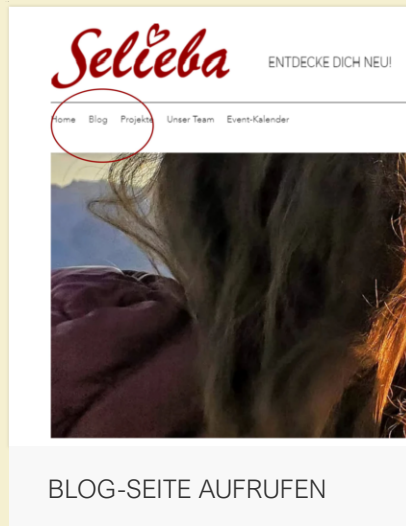 Selieba
ENTDECKE DICH NEU!
Home Blog Projekte Unser Team Event-Kalender
BLOG-SEITE AUFRUFEN